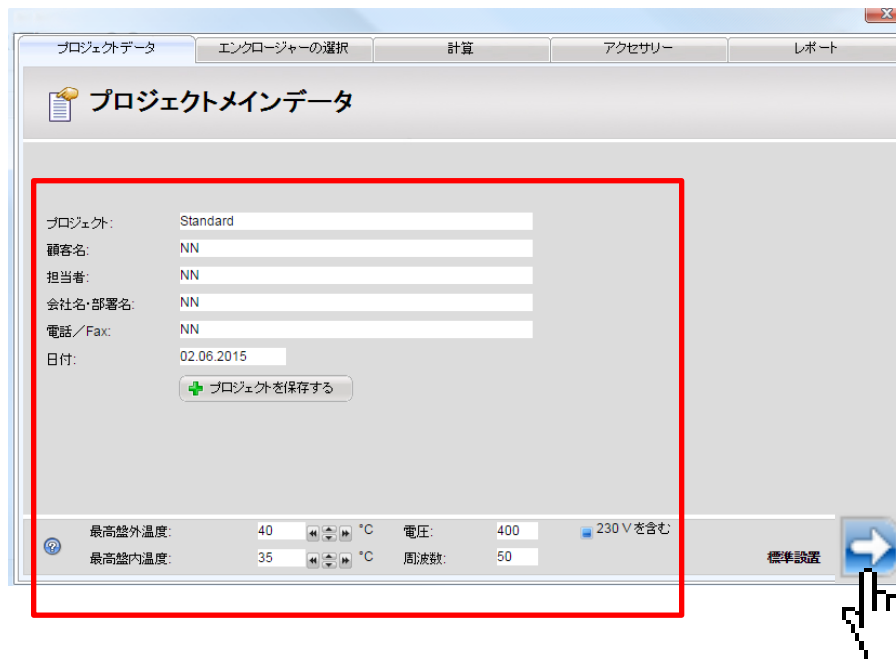 プロジェクトデータ エンクロージャーの選択 計算 アクセサリー レポート
プロジェクトメインデータ
プロジェクト: Standard
顧客名: NN
担当者: NN
会社名・部署名: NN
電話／Fax: NN
日付: 02.06.2015
プロジェクトを保存する
最高盤外温度: 40 °C 電圧: 400 230 Vを含む
最高盤内温度: 35 °C 周波数: 50 標準設置